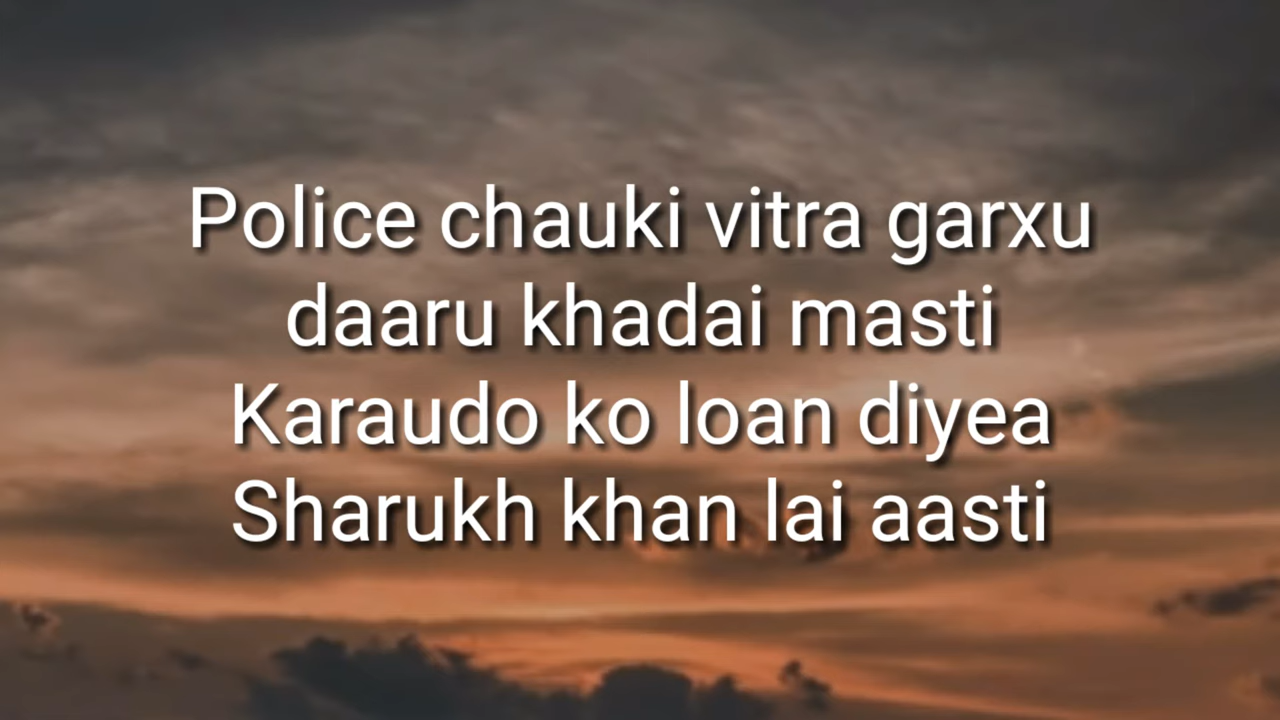 Police chauki vitra garxu
daaru khadai masti
Karaudo ko loan diyea
Sharukh khan lai aasti